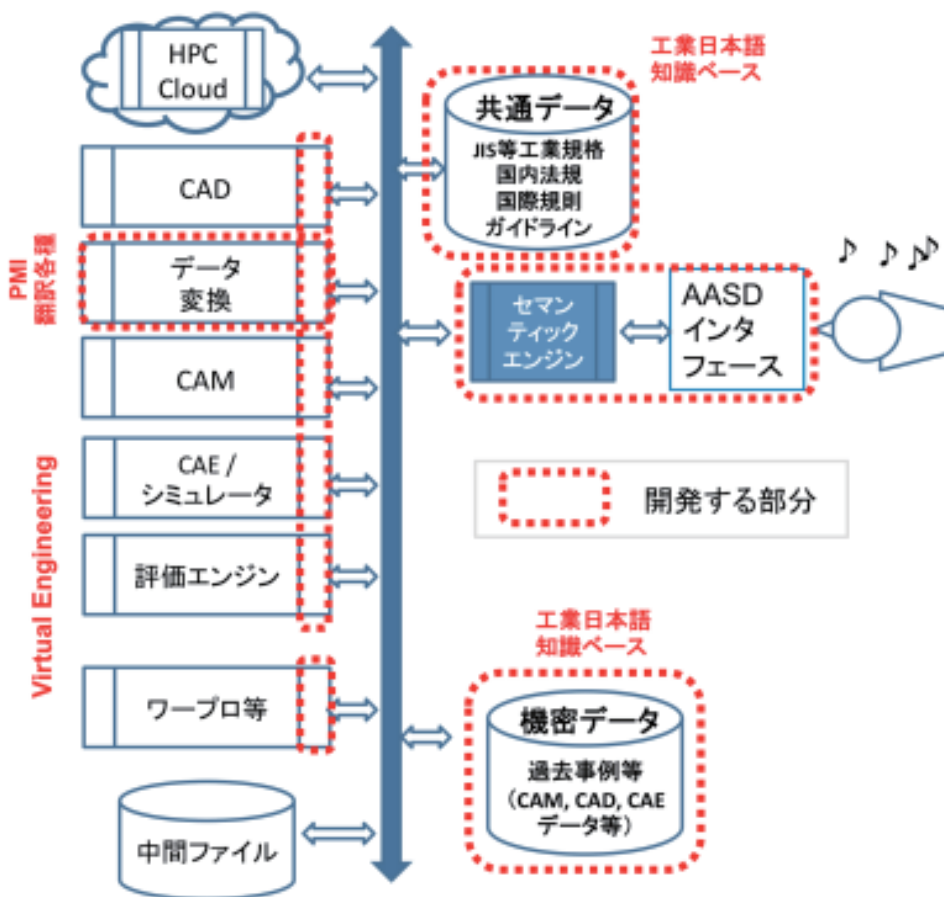 HPC
Cloud
CAD
PMI
翻訳各種
データ
変換
CAM
Virtual Engineering
CAE /
シミュレータ
評価エンジン
ワープロ等
中間ファイル
工業日本語
知識ベース
共通データ
JIS等工業規格
国内法規
国際規則
ガイドライン
セマン
ティック
エンジン
AASD
インタ
フェース
♪ ♪ ♪♪
開発する部分
工業日本語
知識ベース
機密データ
過去事例等
（CAM, CAD, CAE
データ等）